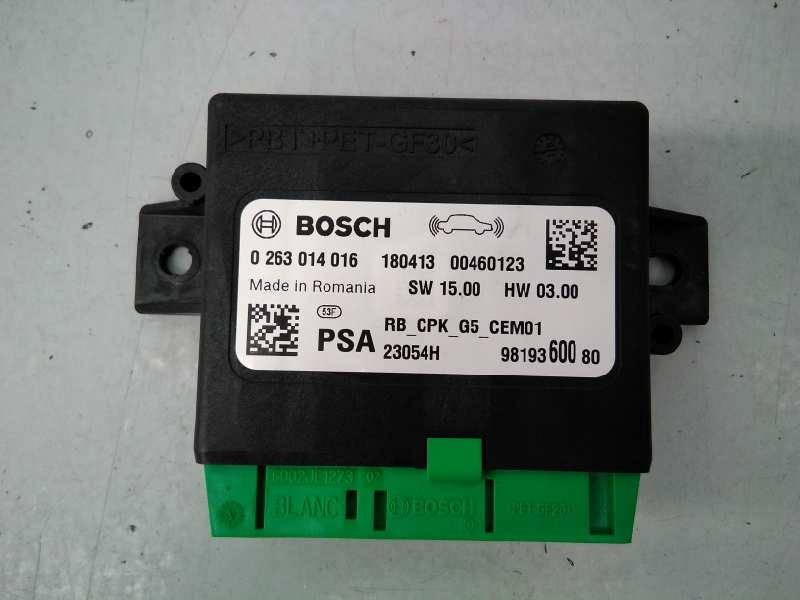 >PBT+PET-GF30<
BOSCH
0 263 014 016 180413 00460123
Made in Romania SW 15.00 HW 03.00
53F
PSA RB_CPK_G5_CEM01
23054H 98193600 80
BLANC BOSCH